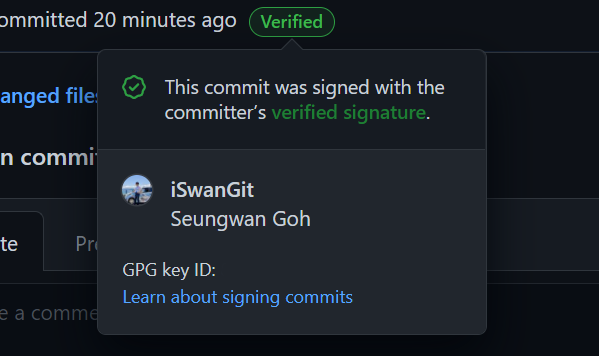 ommitted 20 minutes ago Verified
This commit was signed with the
committer's verified signature.
anged files
n commit
iSwanGit
Seungwan Goh
te Pre
GPG key ID:
Learn about signing commits
e a comme